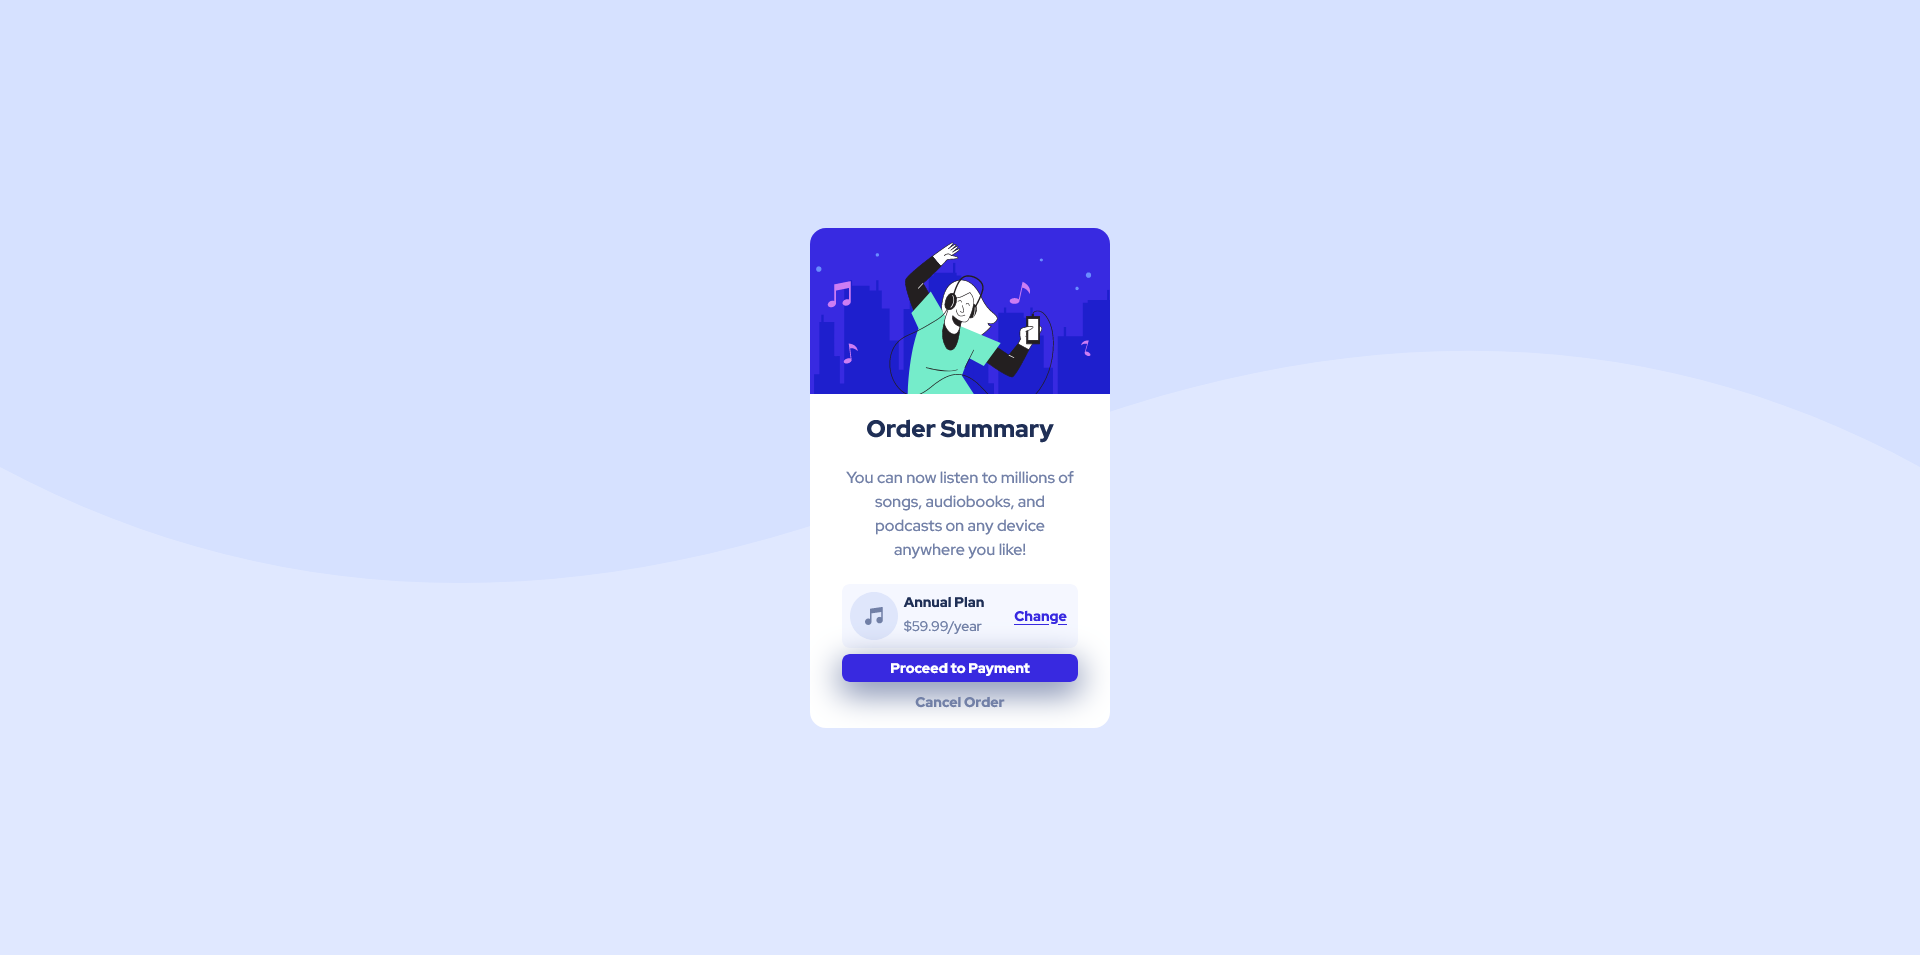 Order Summary
You can now listen to millions of
songs, audiobooks, and
podcasts on any device
anywhere you like!
Annual Plan
$59.99/year
Change
Proceed to Payment
Cancel Order